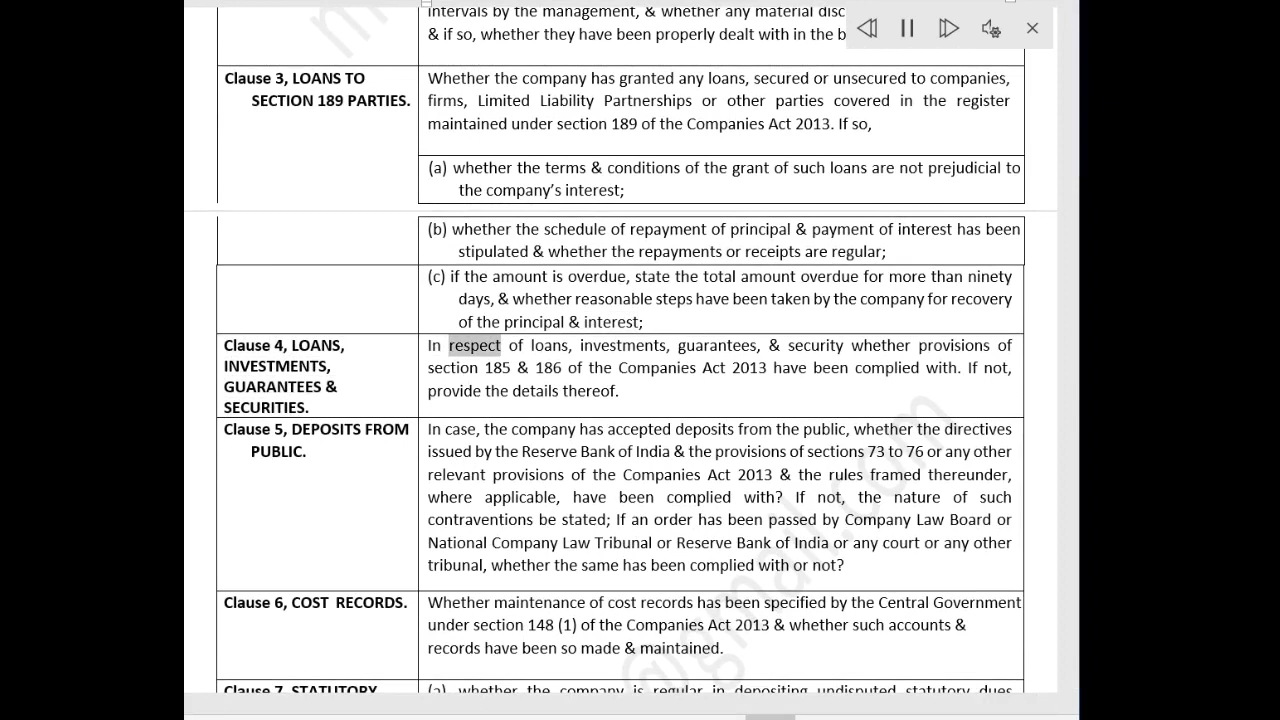 intervals by the management, & whether any material disc
& if so, whether they have been properly dealt with in the b
Clause 3, LOANS TO
SECTION 189 PARTIES.
Whether the company has granted any loans, secured or unsecured to companies,
firms, Limited Liability Partnerships or other parties covered in the register
maintained under section 189 of the Companies Act 2013. If so,
(a) whether the terms & conditions of the grant of such loans are not prejudicial to
the company's interest;
(b) whether the schedule of repayment of principal & payment of interest has been
stipulated & whether the repayments or receipts are regular;
(c) if the amount is overdue, state the total amount overdue for more than ninety
days, & whether reasonable steps have been taken by the company for recovery
of the principal & interest;
Clause 4, LOANS,
INVESTMENTS,
GUARANTEES &
SECURITIES.
In respect of loans, investments, guarantees, & security whether provisions of
section 185 & 186 of the Companies Act 2013 have been complied with. If not,
provide the details thereof.
Clause 5, DEPOSITS FROM
PUBLIC.
In case, the company has accepted deposits from the public, whether the directives
issued by the Reserve Bank of India & the provisions of sections 73 to 76 or any other
relevant provisions of the Companies Act 2013 & the rules framed thereunder,
where applicable, have been complied with? If not, the nature of such
contraventions be stated; If an order has been passed by Company Law Board or
National Company Law Tribunal or Reserve Bank of India or any court or any other
tribunal, whether the same has been complied with or not?
Clause 6, COST RECORDS.
Whether maintenance of cost records has been specified by the Central Government
under section 148 (1) of the Companies Act 2013 & whether such accounts &
records have been so made & maintained.
Clause 7, STATUTORY
(a) whether the company is regular in depositing undisputed statutory dues
@gmail.com